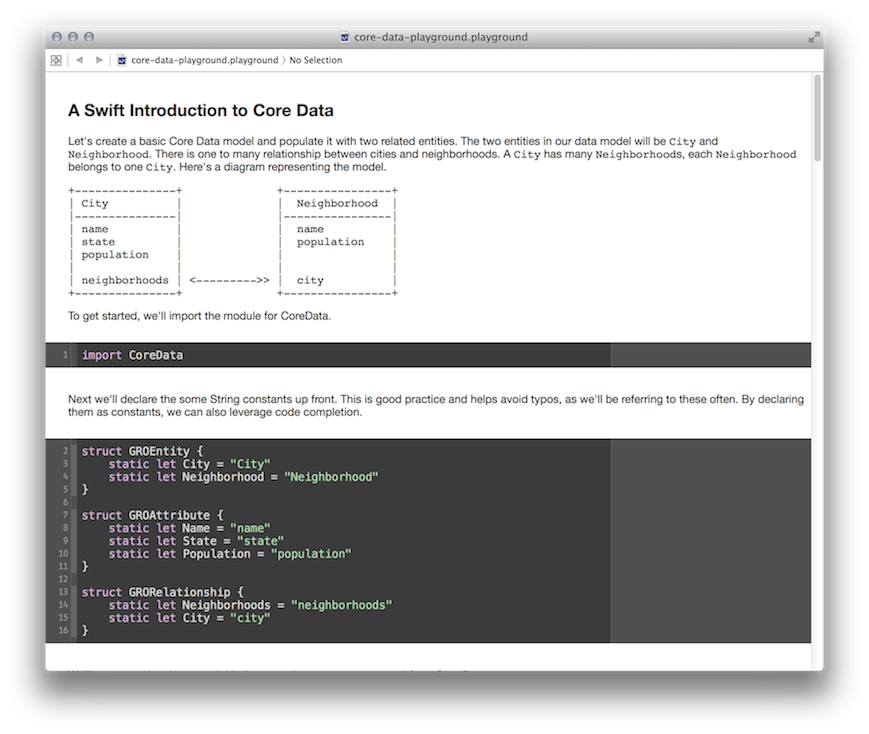 core-data-playground.playground
core-data-playground.playground 〉 No Selection
A Swift Introduction to Core Data
Let's create a basic Core Data model and populate it with two related entities. The two entities in our data model will be City and
Neighborhood. There is one to many relationship between cities and neighborhoods. A City has many Neighborhoods, each Neighborhood
belongs to one City. Here's a diagram representing the model.
+---------------+              +----------------+
| City          |              |  Neighborhood  |
|---------------|              |----------------|
| name          |              |  name          |
| state         |              |  population    |
| population    |              |                |
|               |              |                |
| neighborhoods | <--------->> |  city          |
+---------------+              +----------------+
To get started, we'll import the module for CoreData.
1 import CoreData
Next we'll declare the some String constants up front. This is good practice and helps avoid typos, as we'll be referring to these often. By declaring
them as constants, we can also leverage code completion.
2 struct GROEntity {
3     static let City = "City"
4     static let Neighborhood = "Neighborhood"
5 }
6
7 struct GROAttribute {
8     static let Name = "name"
9     static let State = "state"
10     static let Population = "population"
11 }
12
13 struct GRORelationship {
14     static let Neighborhoods = "neighborhoods"
15     static let City = "city"
16 }